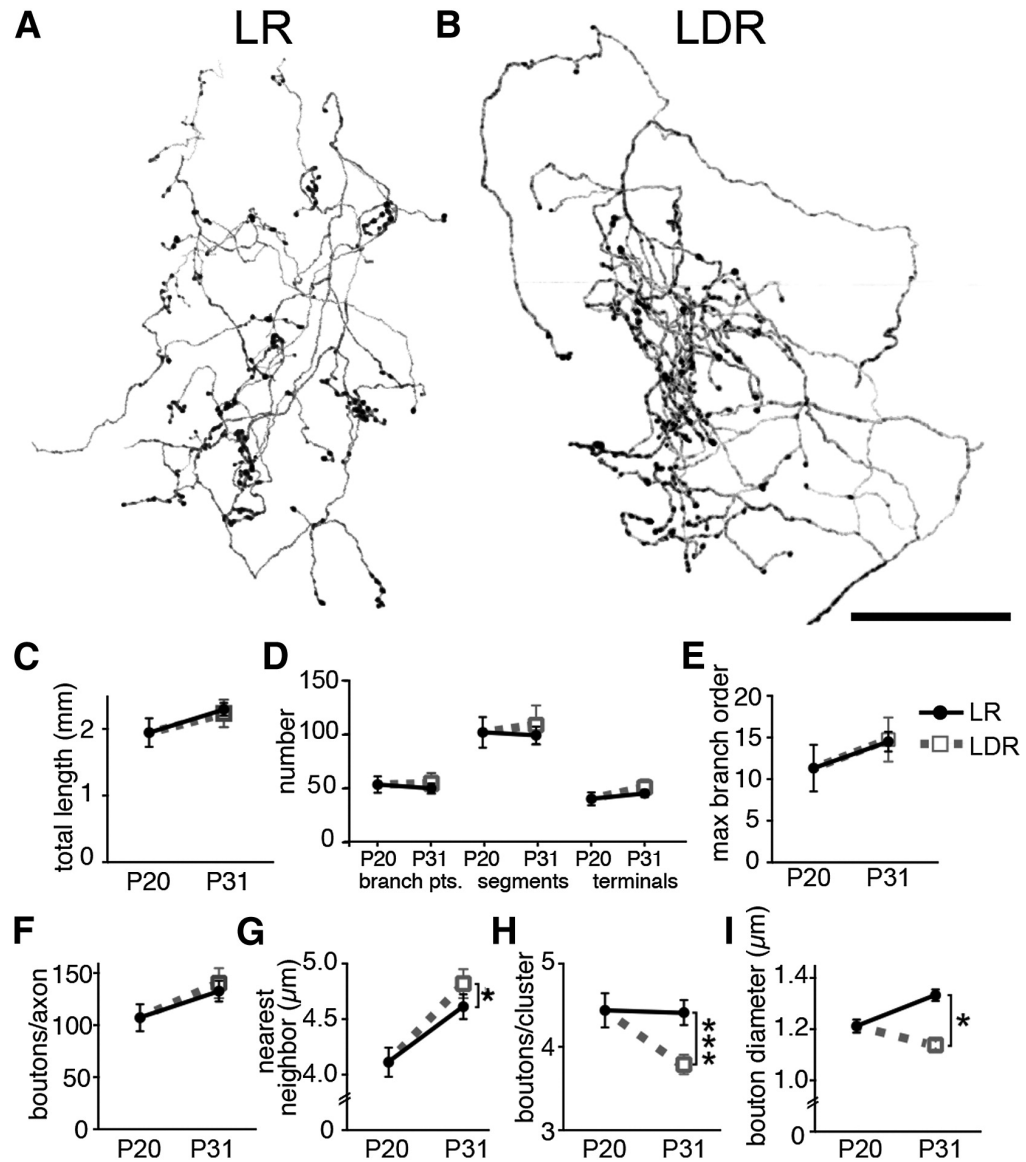 A LR B LDR
C
total length (mm)
2
1
0
P20 P31
D
number
150
100
50
0
P20 P31 P20 P31 P20 P31
branch pts. segments terminals
E
max branch order
20
15
10
5
0
P20 P31
LR
LDR
F
boutons/axon
150
100
50
0
P20 P31
G
nearest
neighbor (µm)
5.0
4.5
4.0
0
*
P20 P31
H
boutons/cluster
5
4
3
***
P20 P31
I
bouton diameter (µm)
1.4
1.2
1.0
0
*
P20 P31